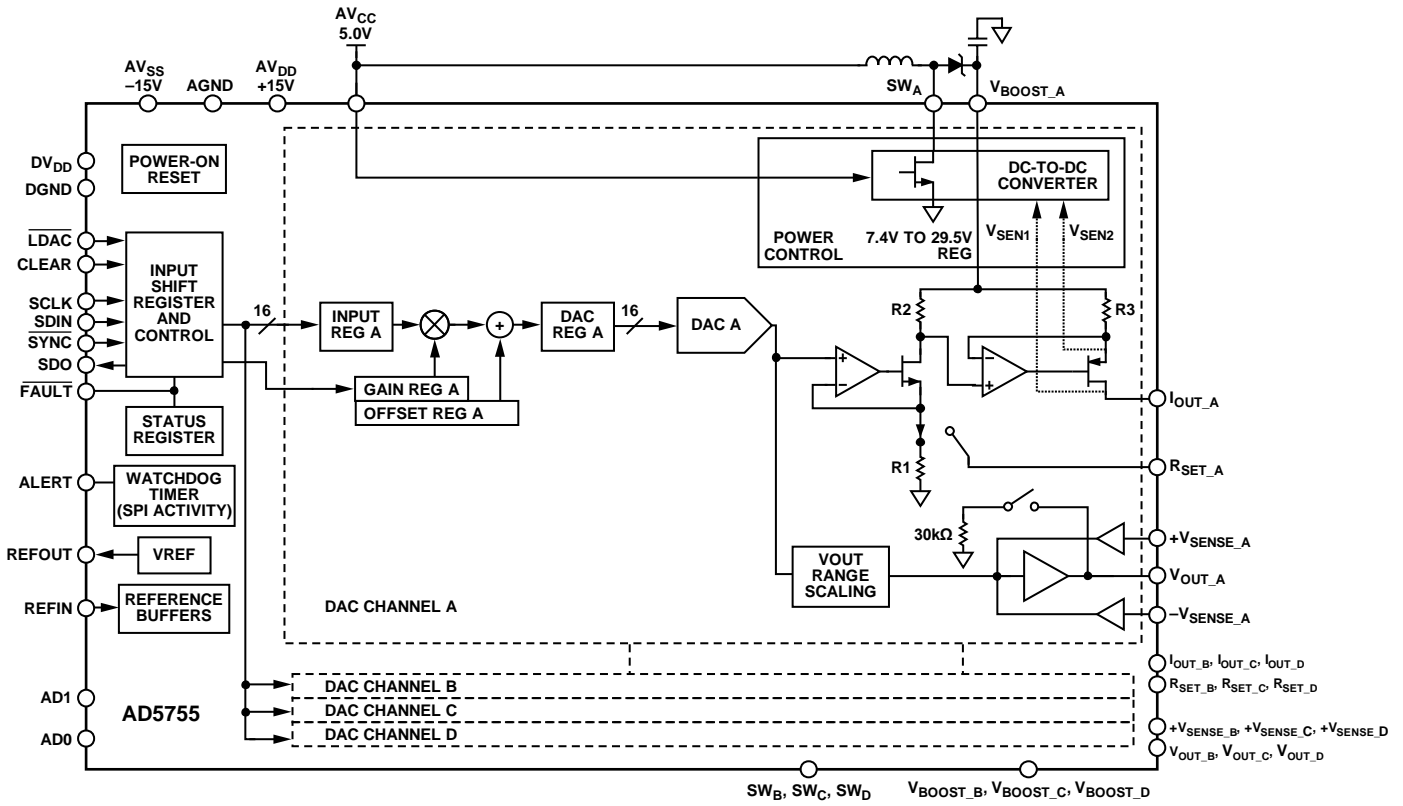 AVCC
5.0V
AVSS
–15V
AGND
AVDD
+15V
SWA
VBOOST_A
DVDD
DGND
POWER-ON
RESET
DC-TO-DC
CONVERTER
LDAC
CLEAR
SCLK
SDIN
SYNC
SDO
FAULT
INPUT
SHIFT
REGISTER
AND
CONTROL
POWER
CONTROL
7.4V TO 29.5V
REG
VSEN1
VSEN2
16
INPUT
REG A
+
DAC
REG A
16
DAC A
R2
R3
+
–
–
+
GAIN REG A
OFFSET REG A
STATUS
REGISTER
IOUT_A
R1
RSET_A
ALERT
WATCHDOG
TIMER
(SPI ACTIVITY)
30kΩ
REFOUT
VREF
VOUT
RANGE
SCALING
+VSENSE_A
VOUT_A
–VSENSE_A
REFIN
REFERENCE
BUFFERS
DAC CHANNEL A
IOUT_B, IOUT_C, IOUT_D
RSET_B, RSET_C, RSET_D
AD1
AD0
AD5755
DAC CHANNEL B
DAC CHANNEL C
DAC CHANNEL D
+VSENSE_B, +VSENSE_C, +VSENSE_D
VOUT_B, VOUT_C, VOUT_D
SWB, SWC, SWD
VBOOST_B, VBOOST_C, VBOOST_D